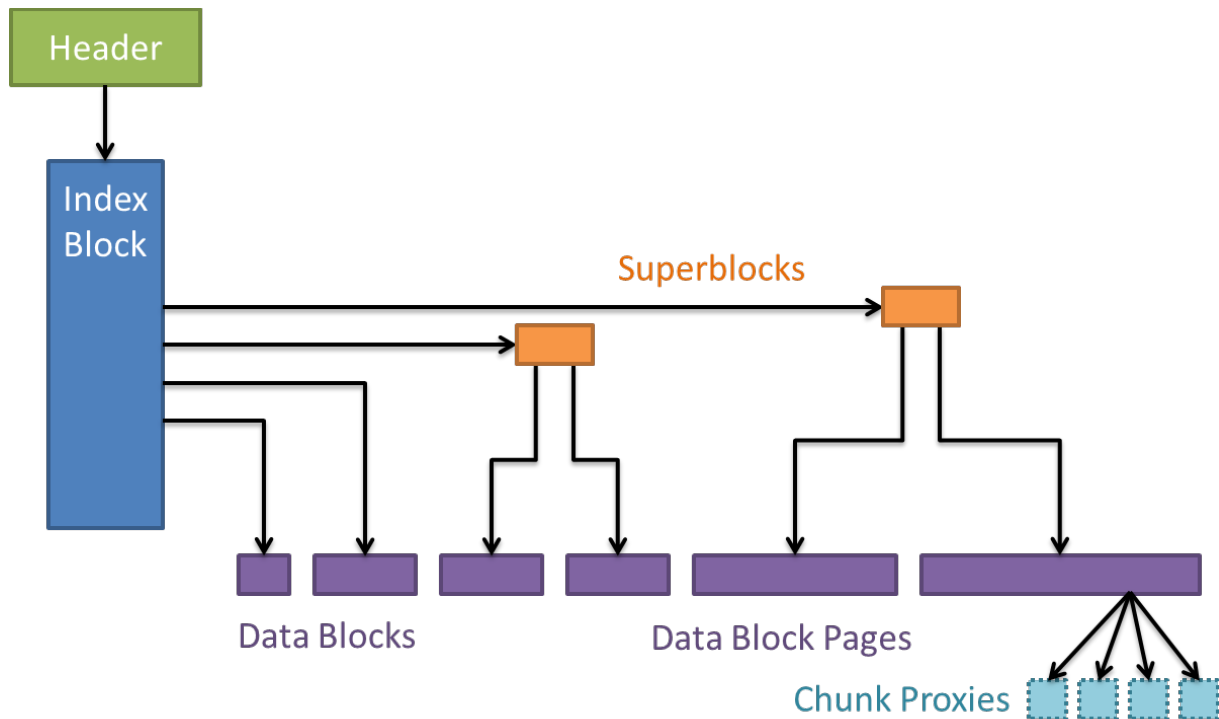 Header
Index
Block
Superblocks
Data Blocks
Data Block Pages
Chunk Proxies